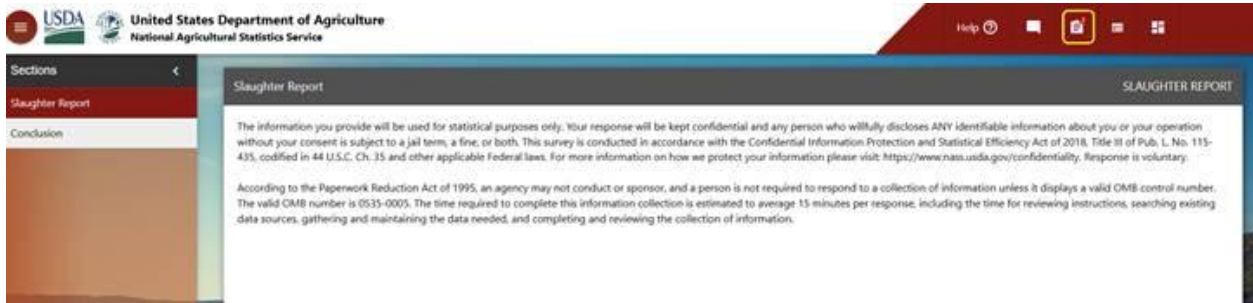 USDA
United States Department of Agriculture
National Agricultural Statistics Service
Help
Sections
Slaughter Report
Conclusion
Slaughter Report
SLAUGHTER REPORT
The information you provide will be used for statistical purposes only. Your response will be kept confidential and any person who willfully discloses ANY identifiable information about you or your operation
without your consent is subject to a jail term, a fine, or both. This survey is conducted in accordance with the Confidential Information Protection and Statistical Efficiency Act of 2018, Title III of Pub. L. No. 115-
435, codified in 44 U.S.C. Ch. 35 and other applicable Federal laws. For more information on how we protect your information please visit: https://www.nass.usda.gov/confidentiality. Response is voluntary.
According to the Paperwork Reduction Act of 1995, an agency may not conduct or sponsor, and a person is not required to respond to a collection of information unless it displays a valid OMB control number.
The valid OMB number is 0535-0005. The time required to complete this information collection is estimated to average 15 minutes per response, including the time for reviewing instructions, searching existing
data sources, gathering and maintaining the data needed, and completing and reviewing the collection of information.